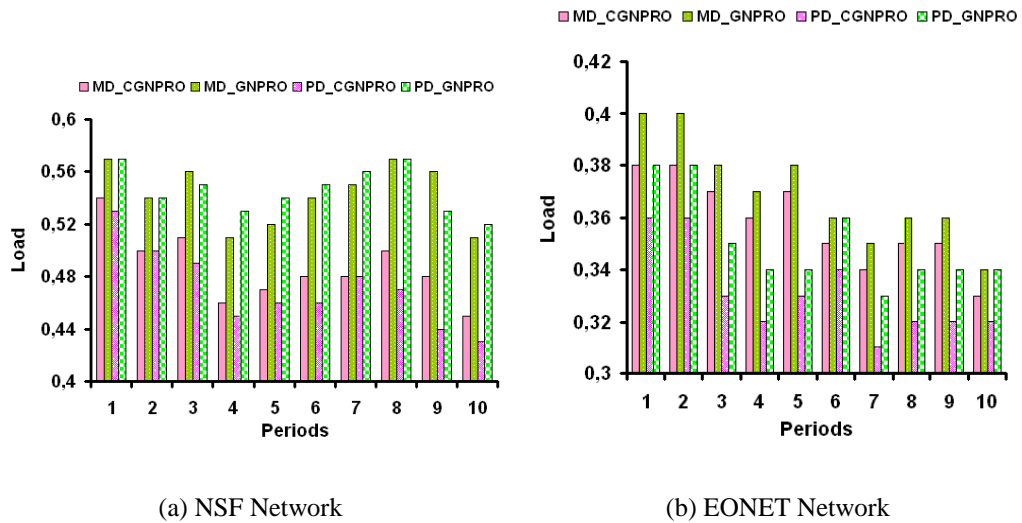 MD_CGNPRO MD_GNPRO PD_CGNPRO PD_GNPRO
0,6
0,56
0,52
0,48
0,44
0,4
Load
1 2 3 4 5 6 7 8 9 10
Periods
(a) NSF Network
MD_CGNPRO MD_GNPRO PD_CGNPRO PD_GNPRO
0,42
0,4
0,38
0,36
0,34
0,32
0,3
Load
1 2 3 4 5 6 7 8 9 10
Periods
(b) EONET Network